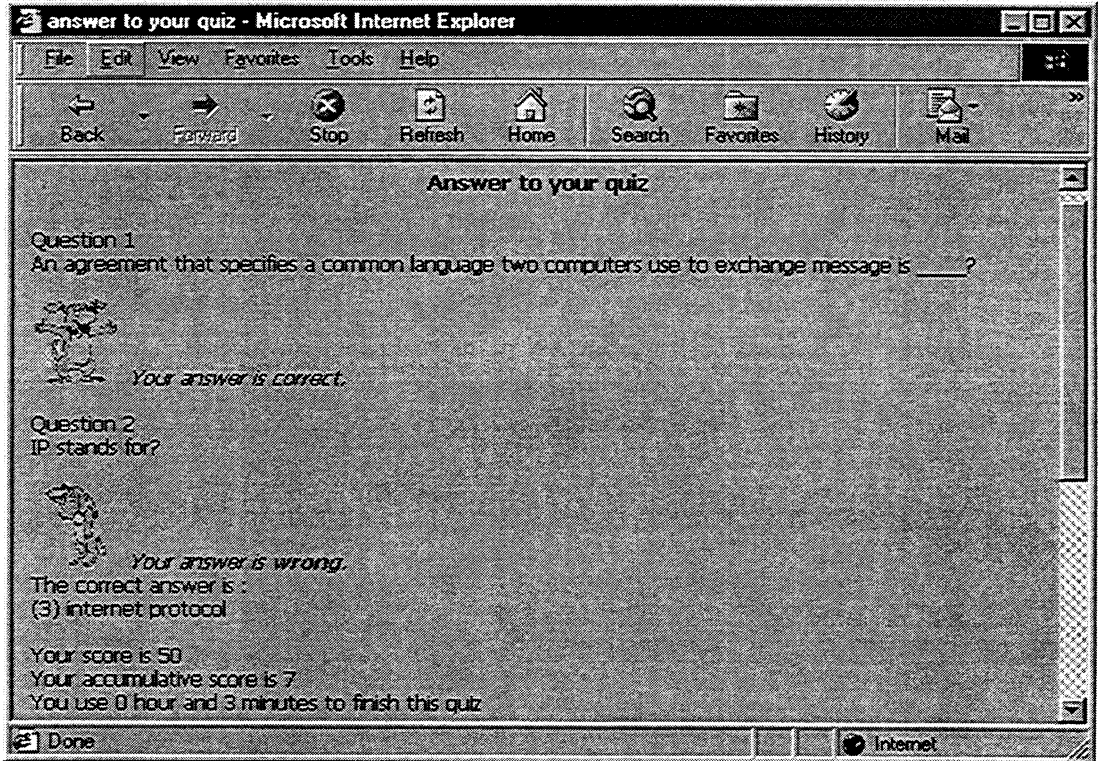 answer to your quiz - Microsoft Internet Explorer
File Edit View Favorites Tools Help
Back Forward Stop Refresh Home Search Favorites History Mail »
Answer to your quiz
Question 1
An agreement that specifies a common language two computers use to exchange message is ____?
Your answer is correct.
Question 2
IP stands for?
Your answer is wrong.
The correct answer is :
(3) internet protocol
Your score is 50
Your accumulative score is 7
You use 0 hour and 3 minutes to finish this quiz
Done Internet